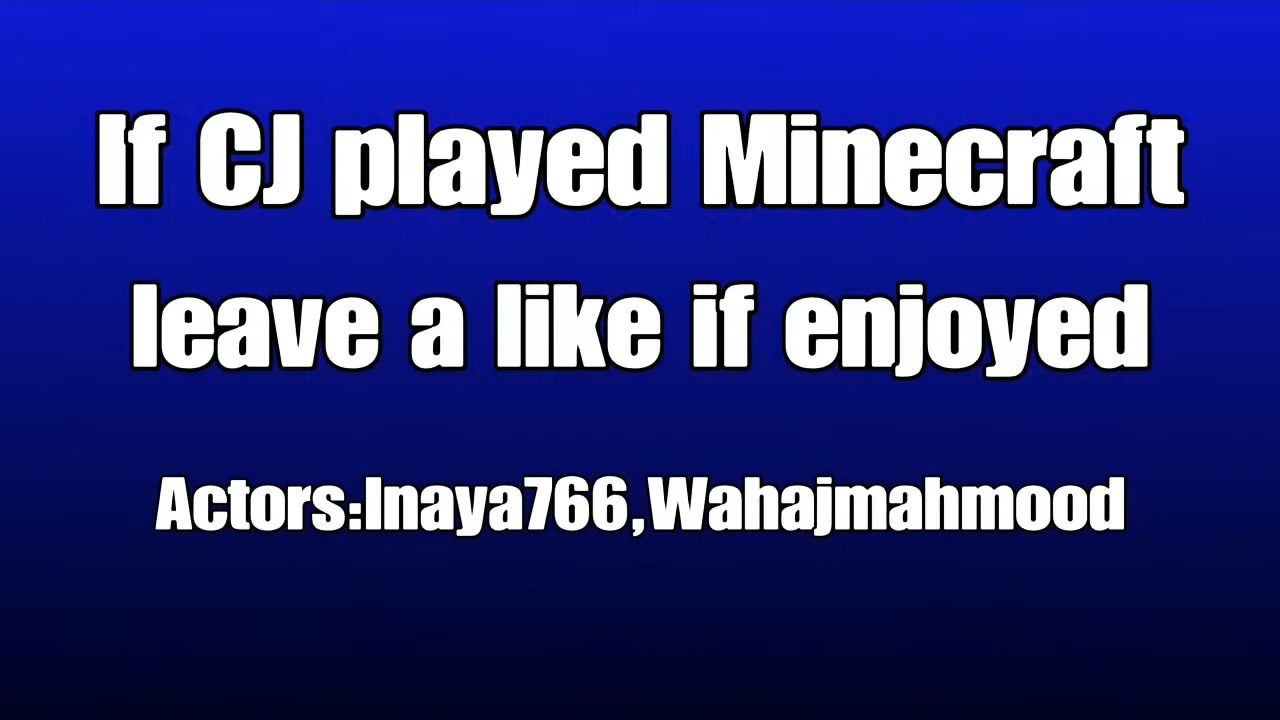 If CJ played Minecraft
leave a like if enjoyed
Actors:Inaya766,Wahajmahmood